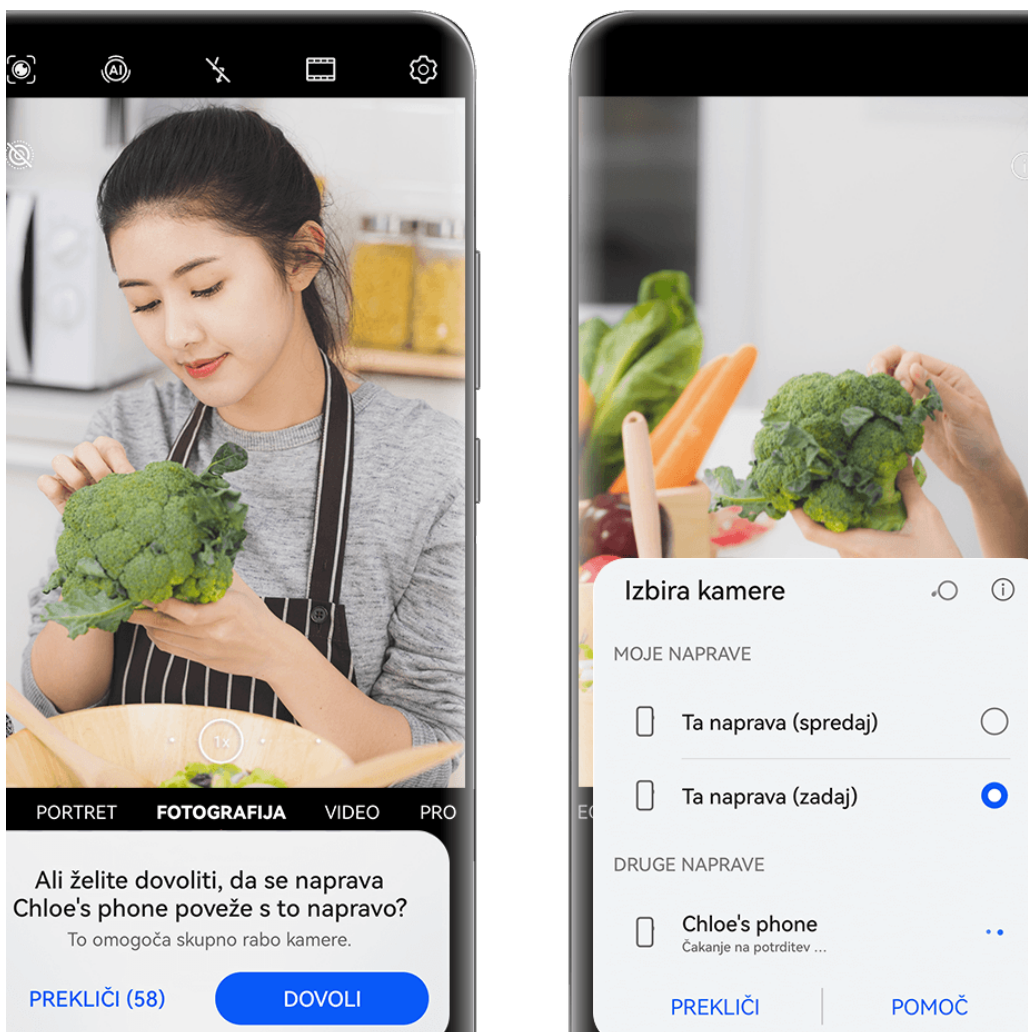 AI
1x
PORTRET FOTOGRAFIJA VIDEO PRO
Ali želite dovoliti, da se naprava
Chloe's phone poveže s to napravo?
To omogoča skupno rabo kamere.
PREKLIČI (58) DOVOLI
Izbira kamere
MOJE NAPRAVE
Ta naprava (spredaj)
Ta naprava (zadaj)
DRUGE NAPRAVE
Chloe's phone
Čakanje na potrditev ...
PREKLIČI POMOČ